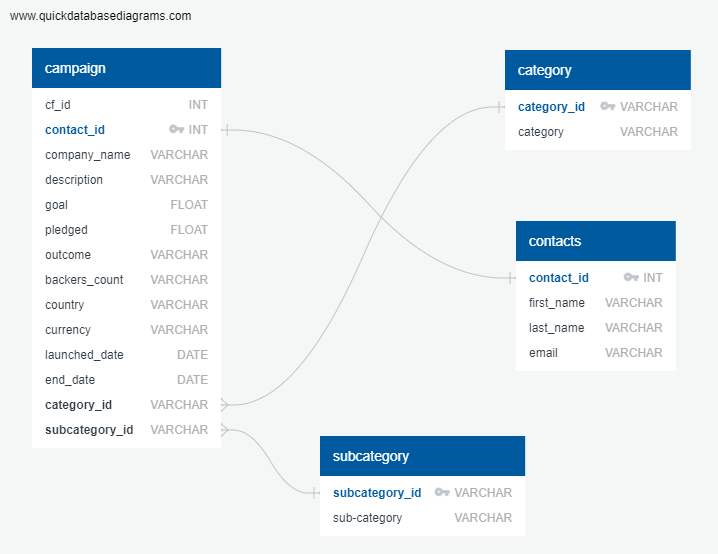 www.quickdatabasediagrams.com
campaign
cf_id INT
contact_id INT
company_name VARCHAR
description VARCHAR
goal FLOAT
pledged FLOAT
outcome VARCHAR
backers_count VARCHAR
country VARCHAR
currency VARCHAR
launched_date DATE
end_date DATE
category_id VARCHAR
subcategory_id VARCHAR
category
category_id VARCHAR
category VARCHAR
contacts
contact_id INT
first_name VARCHAR
last_name VARCHAR
email VARCHAR
subcategory
subcategory_id VARCHAR
sub-category VARCHAR